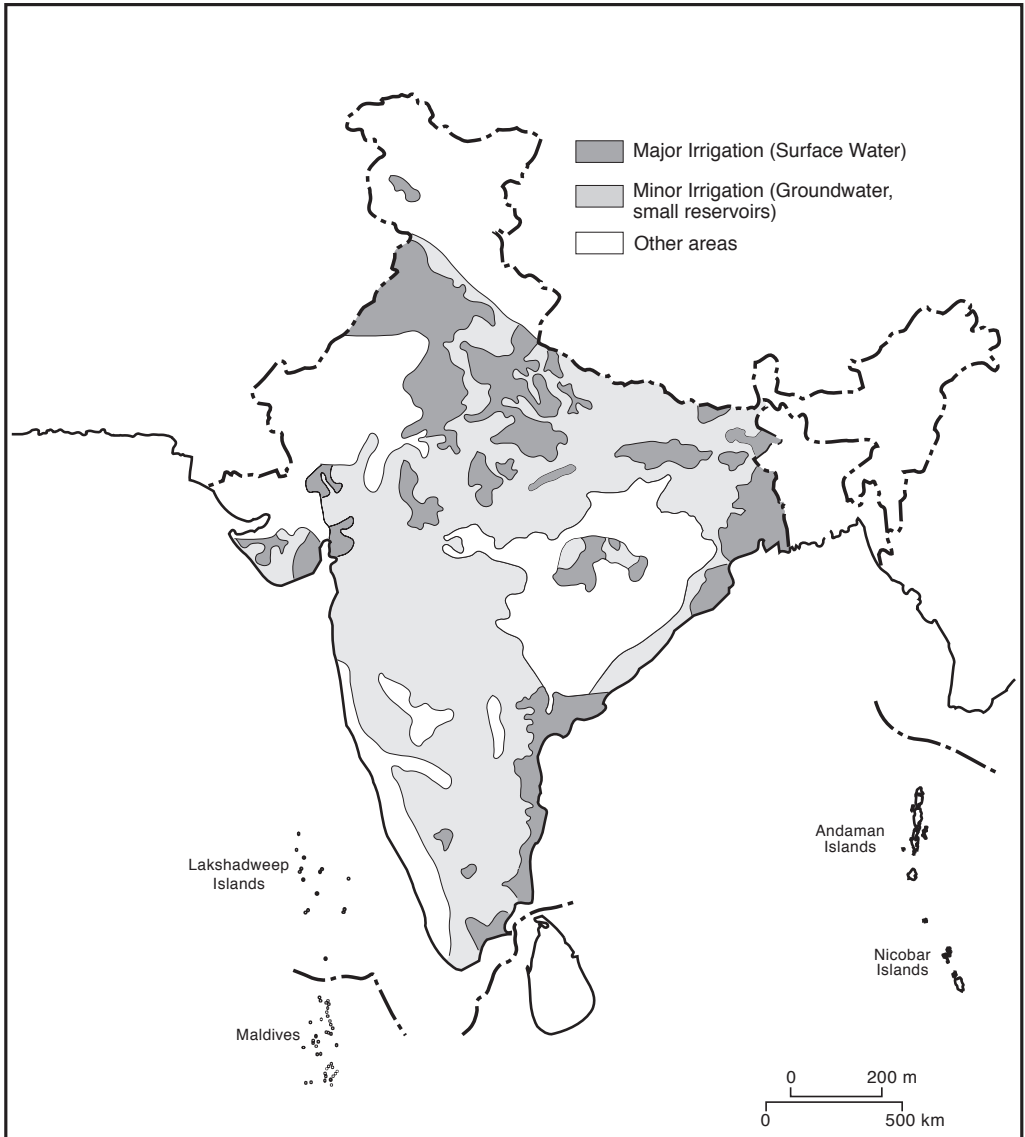 Major Irrigation (Surface Water)
Minor Irrigation (Groundwater,
small reservoirs)
Other areas
Andaman
Islands
Lakshadweep
Islands
Nicobar
Islands
Maldives
0 200 m
0 500 km